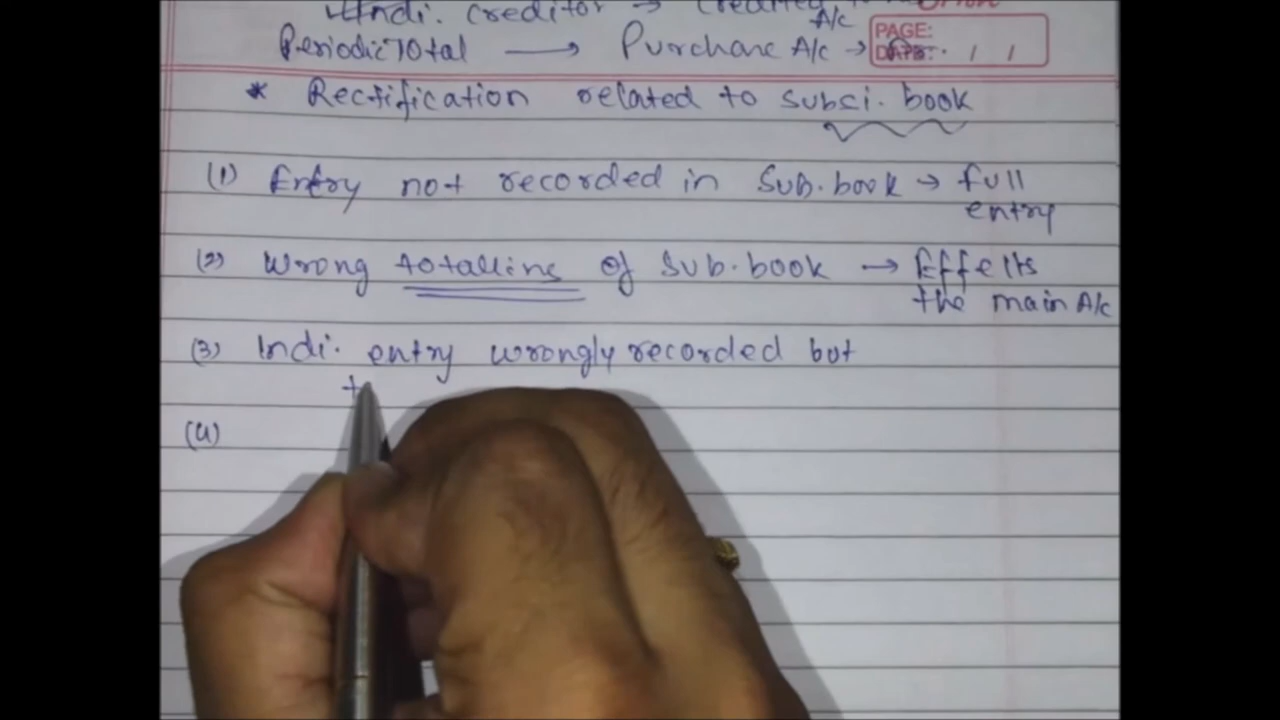 Indi. creditor → credited
A/c
Periodic Total → Purchase A/c →
PAGE:
DATE: / /
* Rectification related to subsi. book
(1) Entry not recorded in Sub. book → full
entry
(2) Wrong totalling of Sub. book → Effects
the main A/c
(3) Indi. entry wrongly recorded but
(4)